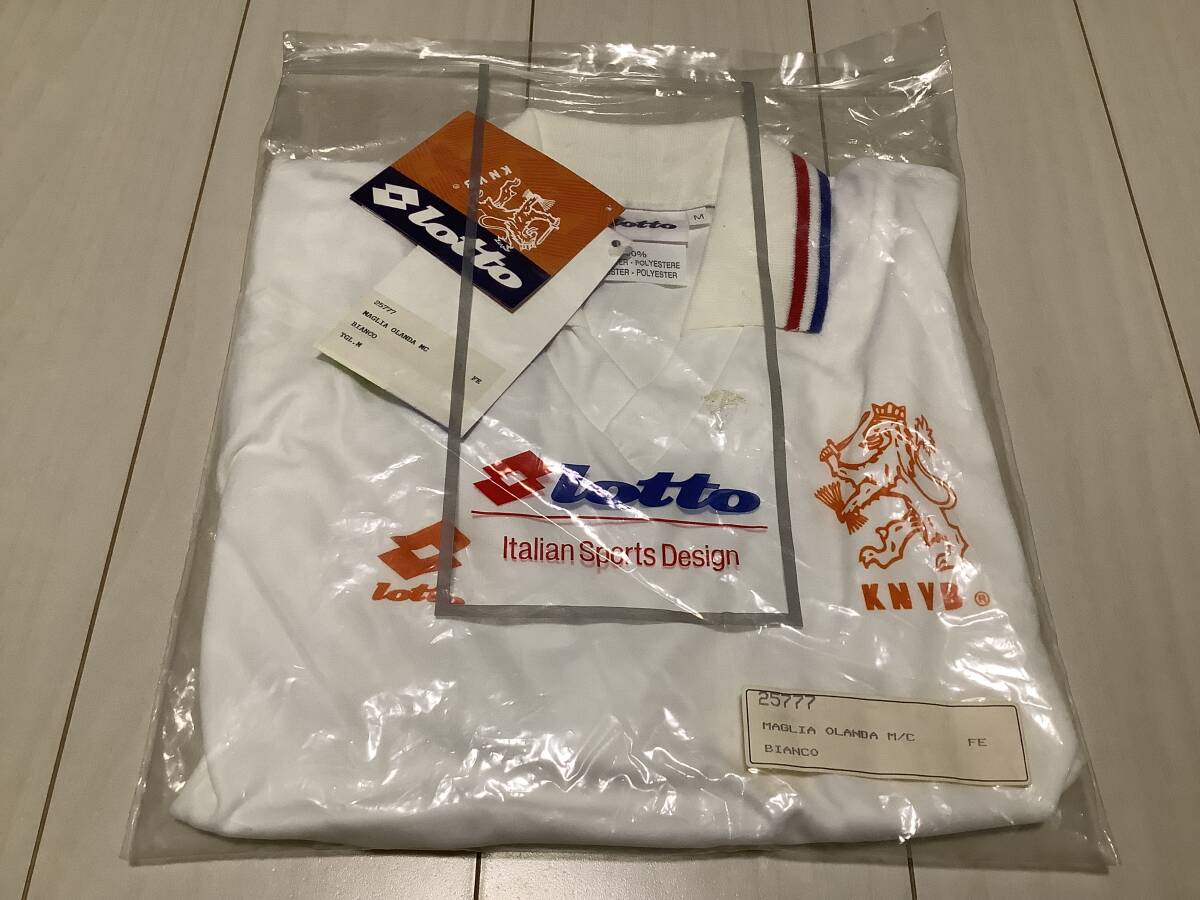 KNVB ®
lotto
25777
MAGLIA OLANDA MC
BIANCO
TGL.M FE
lotto
M
POLYESTERE
POLYESTER
lotto
Italian Sports Design
lotto
KNVB ®
25777
MAGLIA OLANDA M/C FE
BIANCO